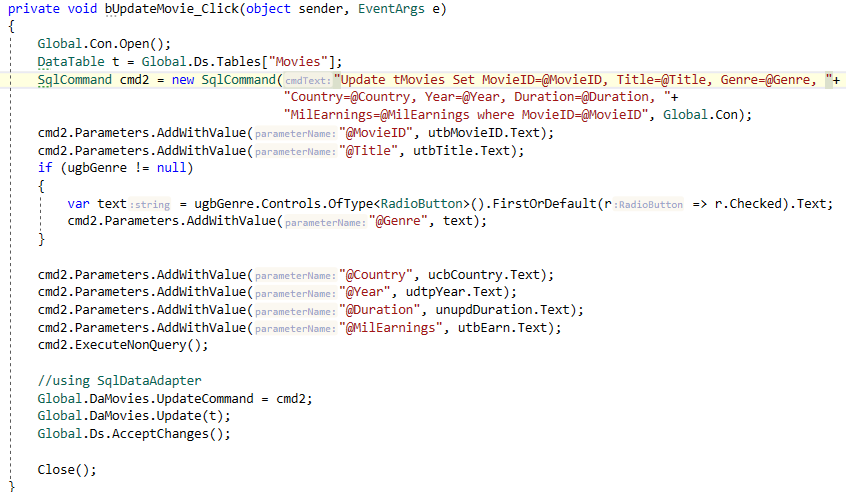 private void bUpdateMovie_Click(object sender, EventArgs e)
{
    Global.Con.Open();
    DataTable t = Global.Ds.Tables["Movies"];
    SqlCommand cmd2 = new SqlCommand(cmdText: "Update tMovies Set MovieID=@MovieID, Title=@Title, Genre=@Genre, "+
                                     "Country=@Country, Year=@Year, Duration=@Duration, "+
                                     "MilEarnings=@MilEarnings where MovieID=@MovieID", Global.Con);
    cmd2.Parameters.AddWithValue(parameterName: "@MovieID", utbMovieID.Text);
    cmd2.Parameters.AddWithValue(parameterName: "@Title", utbTitle.Text);
    if (ugbGenre != null)
    {
        var text:string = ugbGenre.Controls.OfType<RadioButton>().FirstOrDefault(r:RadioButton => r.Checked).Text;
        cmd2.Parameters.AddWithValue(parameterName: "@Genre", text);
    }
    cmd2.Parameters.AddWithValue(parameterName: "@Country", ucbCountry.Text);
    cmd2.Parameters.AddWithValue(parameterName: "@Year", udtpYear.Text);
    cmd2.Parameters.AddWithValue(parameterName: "@Duration", unupdDuration.Text);
    cmd2.Parameters.AddWithValue(parameterName: "@MilEarnings", utbEarn.Text);
    cmd2.ExecuteNonQuery();
    //using SqlDataAdapter
    Global.DaMovies.UpdateCommand = cmd2;
    Global.DaMovies.Update(t);
    Global.Ds.AcceptChanges();
    Close();
}